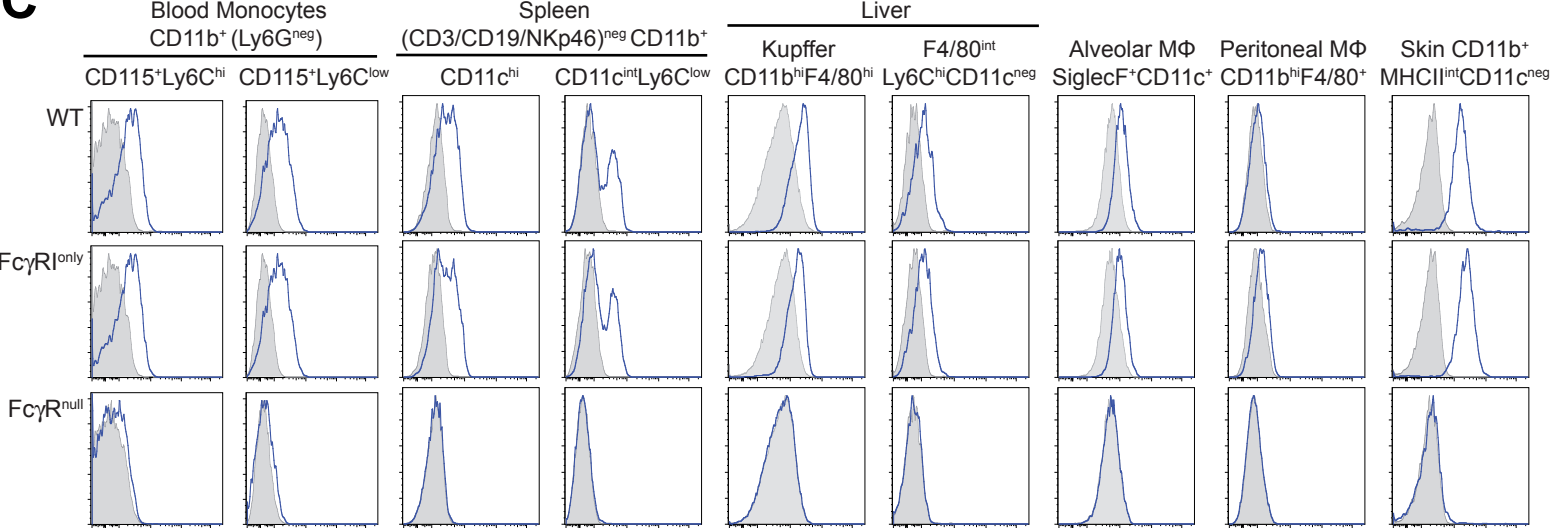 C
Blood Monocytes
CD11b⁺ (Ly6Gⁿᵉᵍ)
CD115⁺Ly6Cʰⁱ
CD115⁺Ly6Cˡᵒʷ
Spleen
(CD3/CD19/NKp46)ⁿᵉᵍ CD11b⁺
CD11cʰⁱ
CD11cⁱⁿᵗLy6Cˡᵒʷ
Liver
Kupffer
CD11bʰⁱF4/80ʰⁱ
F4/80ⁱⁿᵗ
Ly6CʰⁱCD11cⁿᵉᵍ
Alveolar MΦ
SiglecF⁺CD11c⁺
Peritoneal MΦ
CD11bʰⁱF4/80⁺
Skin CD11b⁺
MHCIIⁱⁿᵗCD11cⁿᵉᵍ
WT
FcγRIᵒⁿˡʸ
FcγRⁿᵘˡˡ